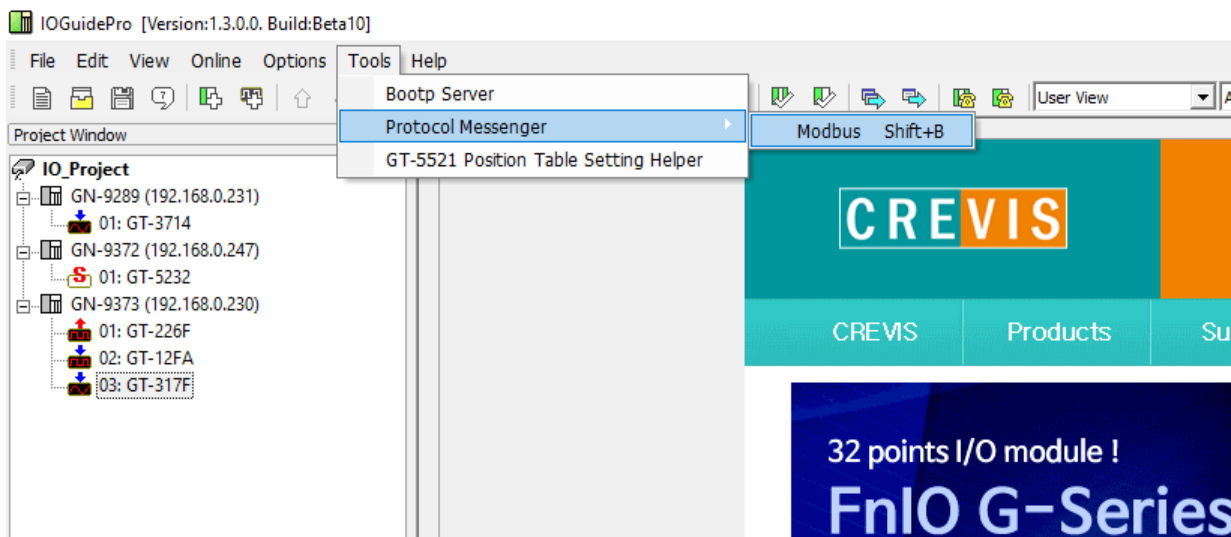 IOGuidePro [Version:1.3.0.0. Build:Beta10]
File Edit View Online Options Tools Help
Bootp Server
Protocol Messenger
GT-5521 Position Table Setting Helper
Modbus Shift+B
User View
Project Window
IO_Project
GN-9289 (192.168.0.231)
01: GT-3714
GN-9372 (192.168.0.247)
01: GT-5232
GN-9373 (192.168.0.230)
01: GT-226F
02: GT-12FA
03: GT-317F
CREVIS
CREVIS Products Su
32 points I/O module !
FnIO G-Series